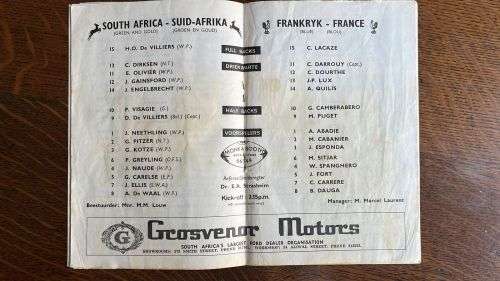 SOUTH AFRICA - SUID-AFRIKA
(GREEN AND GOLD) (GROEN EN GOUD)
15 H.O. DE VILLIERS (W.P.)
13 C. DIRKSEN (N.T.)
11 E. OLIVIER (W.P.)
12 J. GAINSFORD (W.P.)
14 J. ENGELBRECHT (W.P.)
10 P. VISAGIE (G.)
9 D. DE VILLIERS (Bol.) (Capt.)
1 J. NEETHLING (W.P.)
2 G. PITZER (N.T.)
3 G. KOTZE (W.P.)
6 P. GREYLING (O.F.S.)
4 J. NAUDE (W.P.)
5 G. CARELSE (E.P.)
7 J. ELLIS (S.W.A.)
8 A. DE WAAL (W.P.)
Bestuurder: Mnr. M.M. Louw
FULL BACKS
DRIEKWARTE
HALF BACKS
VOORSPELERS
Dr. E.A. Strasheim
Kick-off: 3.15p.m.
FRANKRYK - FRANCE
(BLUE) (BLOU)
15 C. LACAZE
11 C. DARROUY (Capt.)
12 C. DOURTHE
13 J-P. LUX
14 A. QUILIS
10 G. CAMBERABERO
9 M. PUGET
1 A. ABADIE
2 M. CABANIER
3 J. ESPONDA
6 M. SITJAR
4 W. SPANGHERO
5 J. FORT
7 C. CARRERE
8 B. DAUGA
Manager: M. Marcel Laurent
G
Grosvenor Motors
SOUTH AFRICA'S LARGEST FORD DEALER ORGANISATION